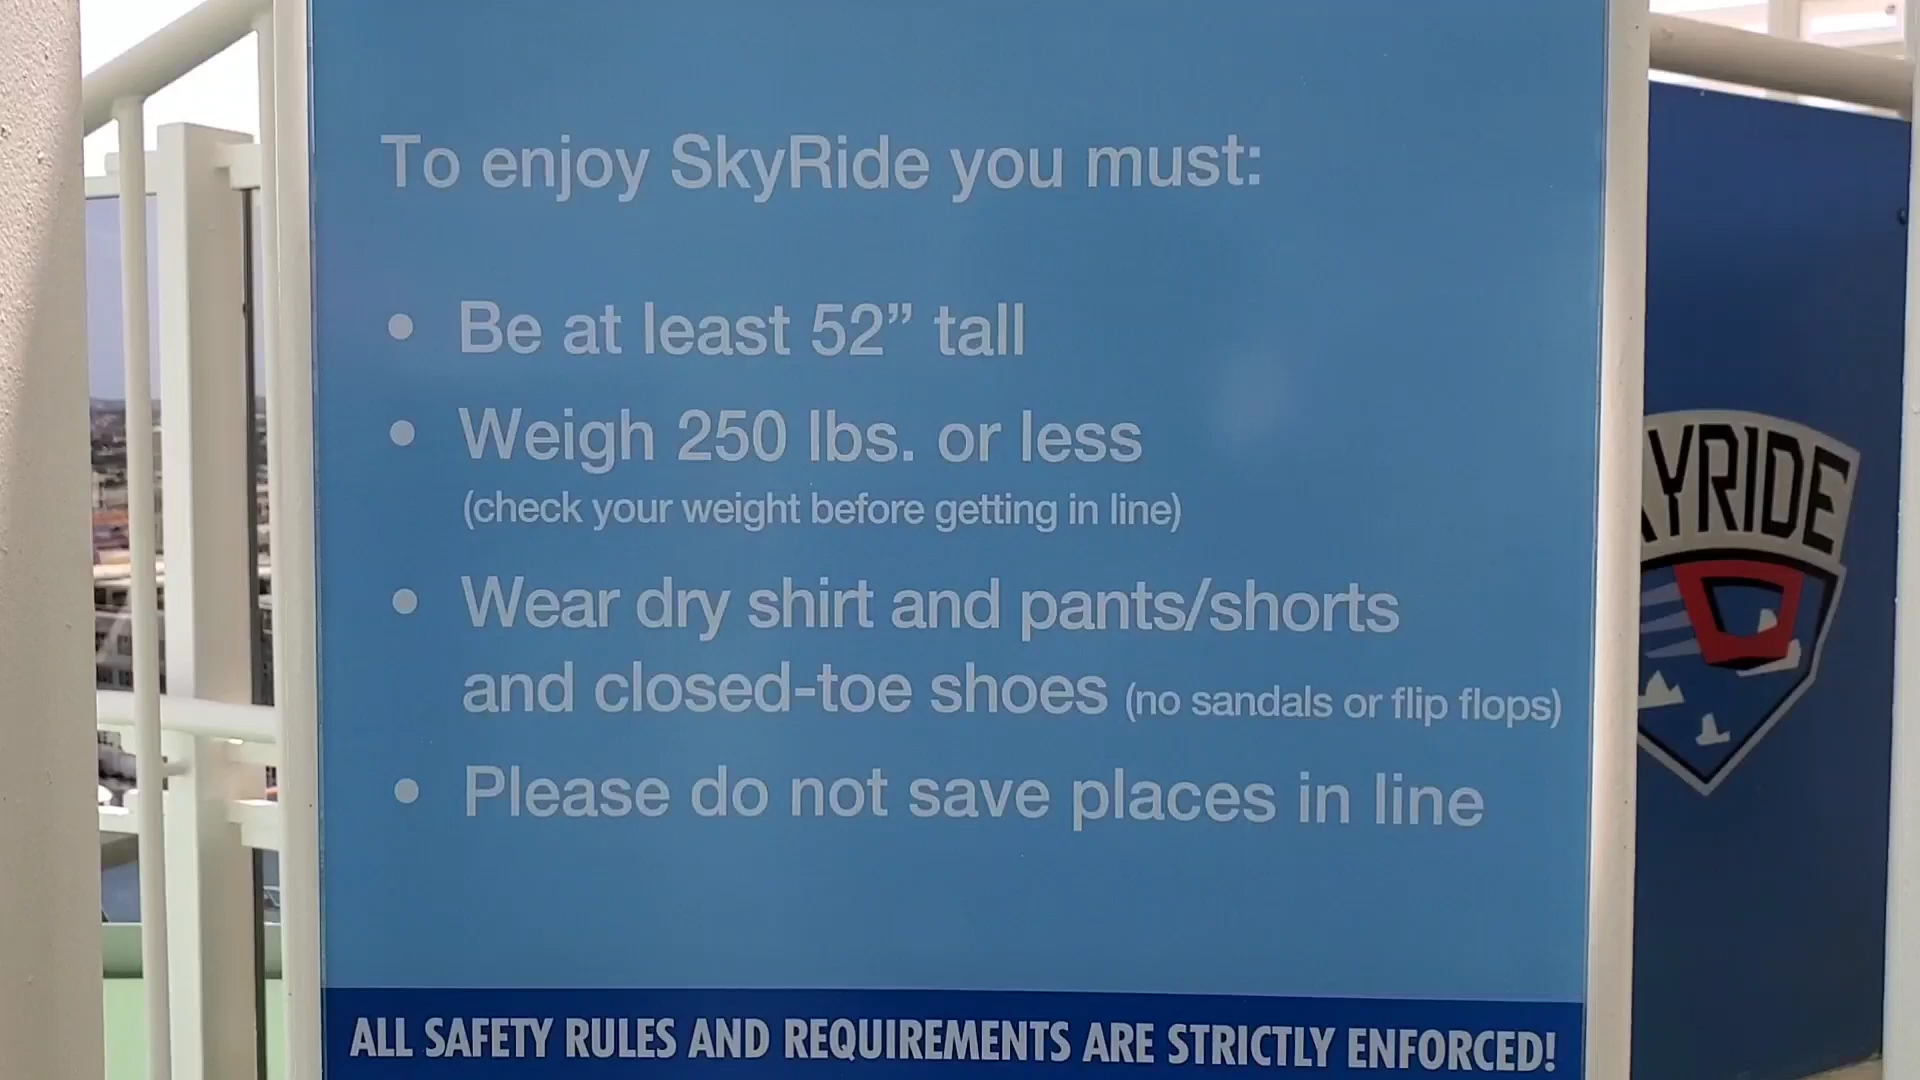 To enjoy SkyRide you must:
• Be at least 52” tall
• Weigh 250 lbs. or less
(check your weight before getting in line)
• Wear dry shirt and pants/shorts
and closed-toe shoes (no sandals or flip flops)
• Please do not save places in line
ALL SAFETY RULES AND REQUIREMENTS ARE STRICTLY ENFORCED!
YRIDE